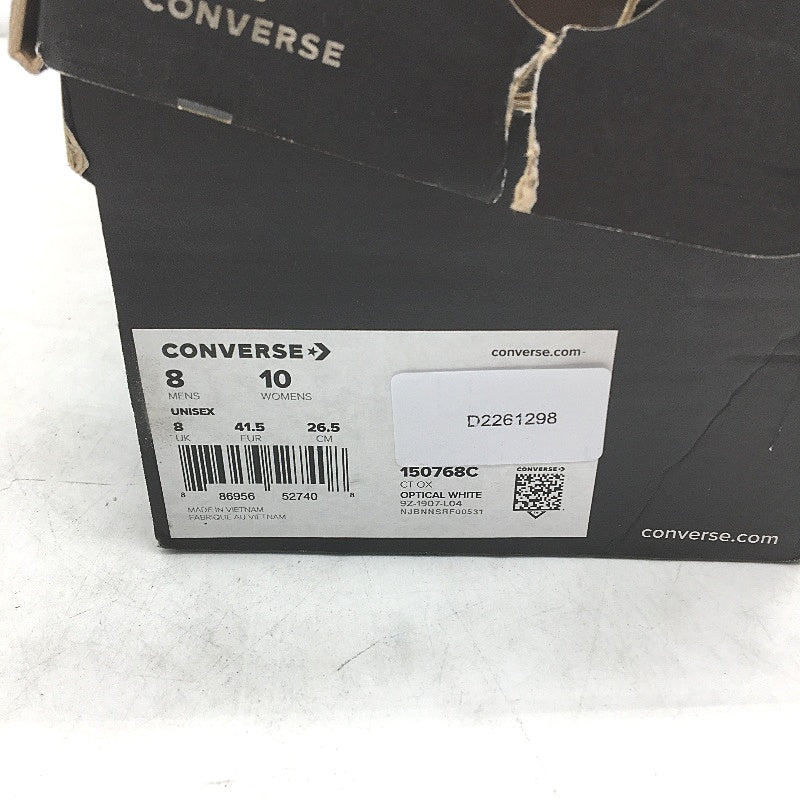 CONVERSE
CONVERSE
converse.com
8 10
MENS WOMENS
UNISEX
8 41.5 26.5
UK EUR CM
D2261298
8 86956 52740 8
MADE IN VIETNAM
FABRIQUE AU VIETNAM
150768C
CT OX
OPTICAL WHITE
9Z-1907-L04
NJBNNSRF00531
CONVERSE
converse.com